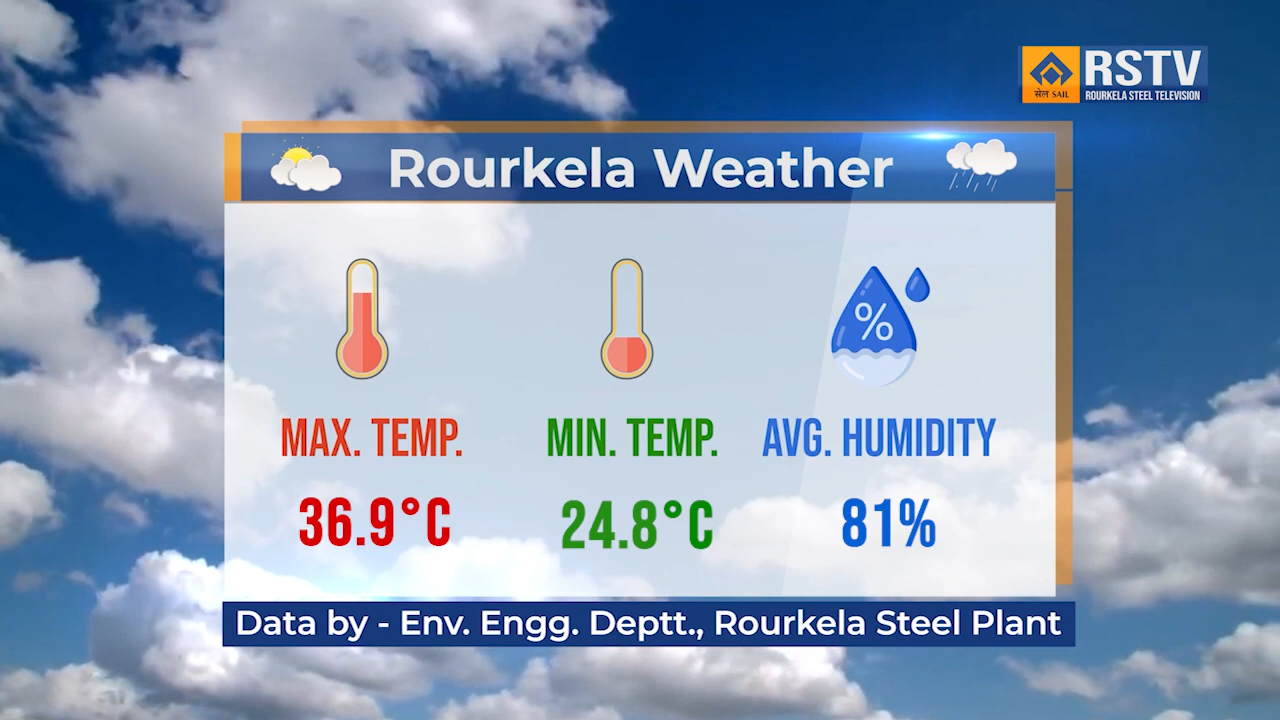 सेल SAIL
RSTV
ROURKELA STEEL TELEVISION
Rourkela Weather
%
MAX. TEMP.
MIN. TEMP.
AVG. HUMIDITY
36.9°C
24.8°C
81%
Data by - Env. Engg. Deptt., Rourkela Steel Plant